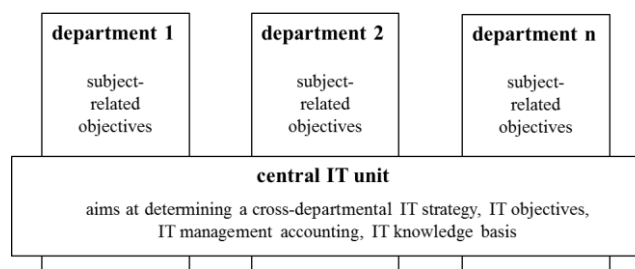 department 1
subject-
related
objectives
department 2
subject-
related
objectives
department n
subject-
related
objectives
central IT unit
aims at determining a cross-departmental IT strategy, IT objectives,
IT management accounting, IT knowledge basis